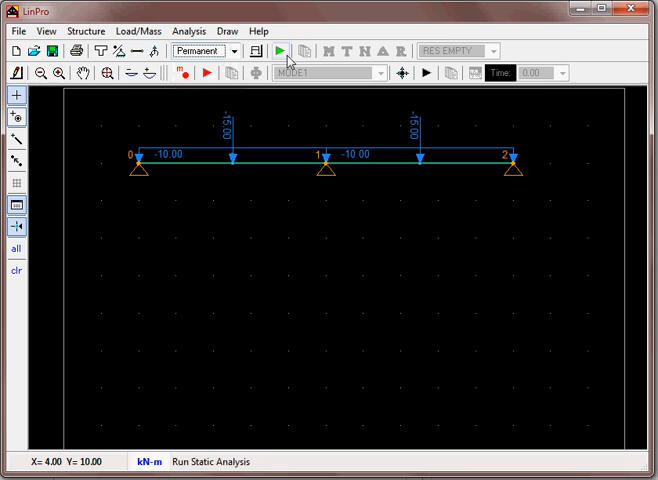 LinPro
File View Structure Load/Mass Analysis Draw Help
Permanent M T N A R RES EMPTY
m MODE1 Time: 0.00
-15.00 -15.00
0 -10.00 1 -10.00 2
all
clr
X= 4.00 Y= 10.00 kN-m Run Static Analysis